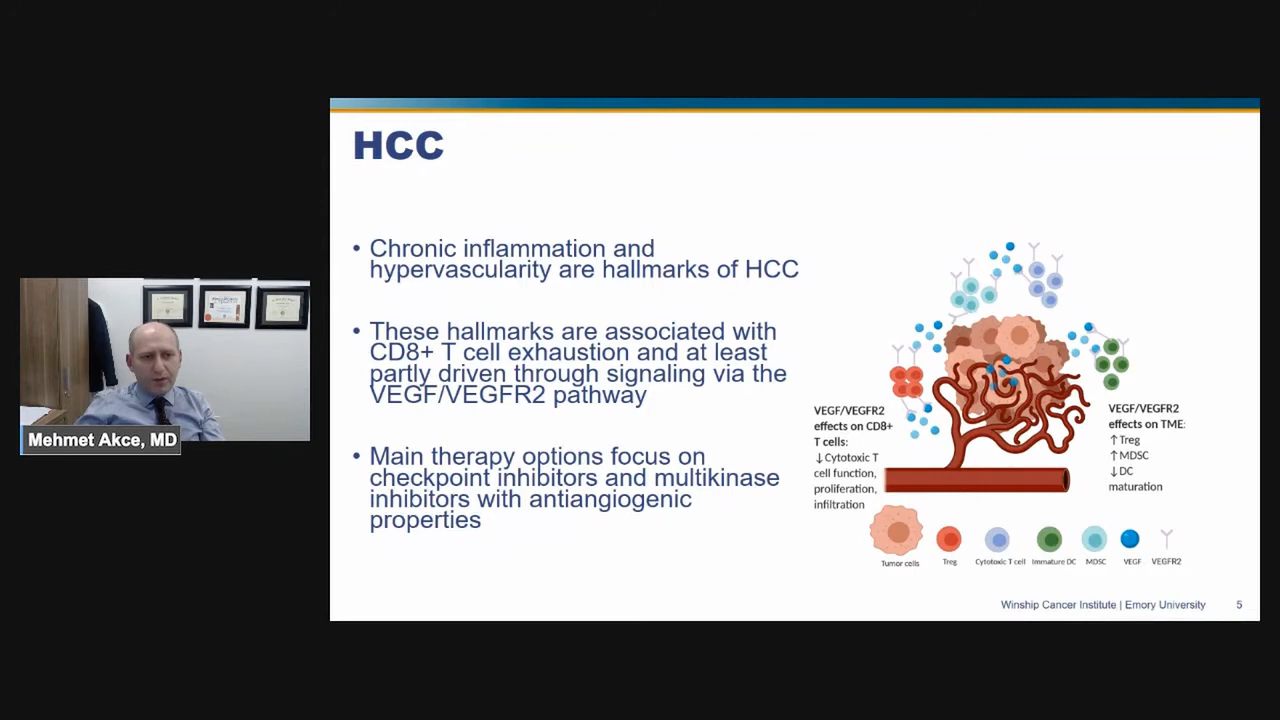 HCC
• Chronic inflammation and
hypervascularity are hallmarks of HCC
• These hallmarks are associated with
CD8+ T cell exhaustion and at least
partly driven through signaling via the
VEGF/VEGFR2 pathway
• Main therapy options focus on
checkpoint inhibitors and multikinase
inhibitors with antiangiogenic
properties
VEGF/VEGFR2
effects on CD8+
T cells:
↓Cytotoxic T
cell function,
proliferation,
infiltration
VEGF/VEGFR2
effects on TME:
↑Treg
↑MDSC
↓DC
maturation
Tumor cells
Treg
Cytotoxic T cell
Immature DC
MDSC
VEGF
VEGFR2
Winship Cancer Institute | Emory University
5
Mehmet Akce, MD